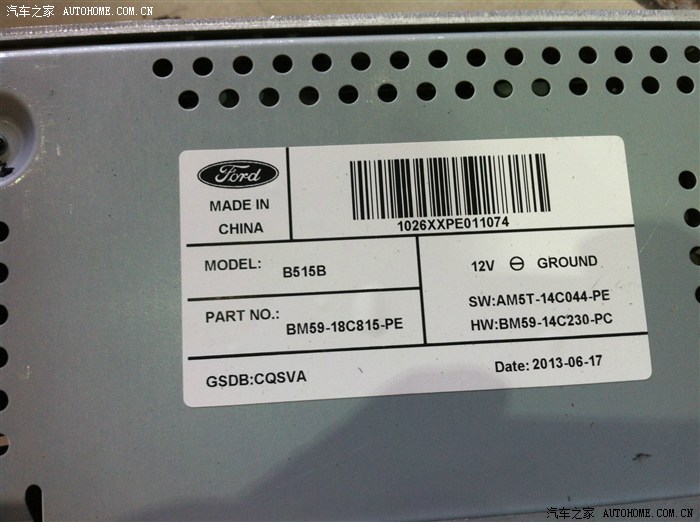 汽车之家 AUTOHOME.COM.CN
Ford
MADE IN
CHINA
1026XXPE011074
MODEL: B515B
PART NO.: BM59-18C815-PE
12V ⊖ GROUND
SW:AM5T-14C044-PE
HW:BM59-14C230-PC
GSDB:CQSVA
Date: 2013-06-17
汽车之家 AUTOHOME.COM.CN